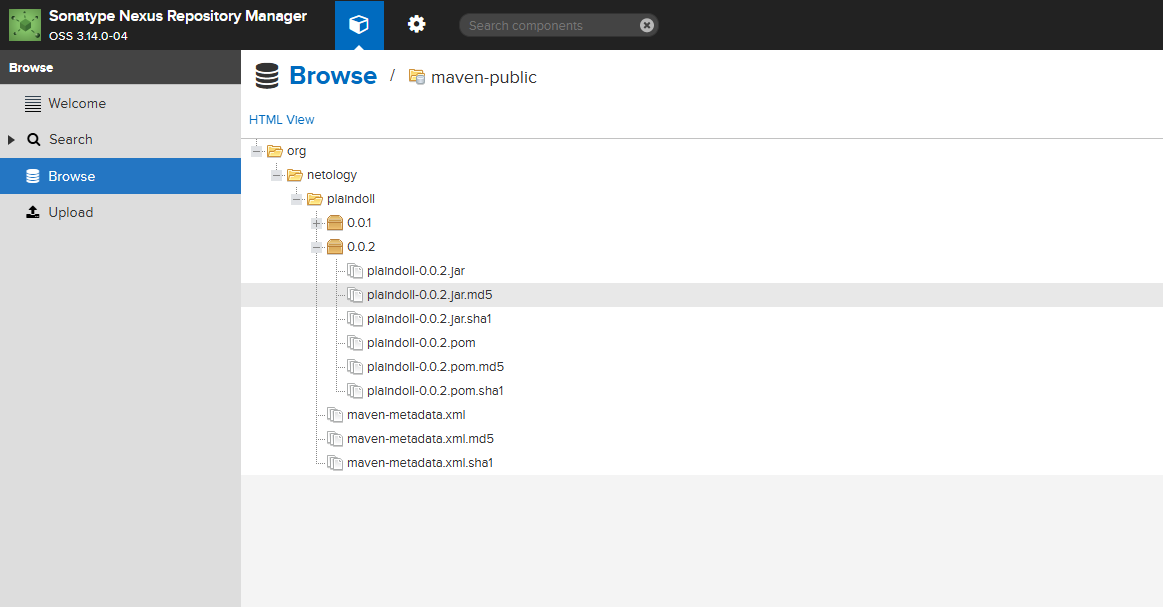 Sonatype Nexus Repository Manager
OSS 3.14.0-04
Search components
Browse
Welcome
Search
Browse
Upload
Browse / maven-public
HTML View
org
netology
plaindoll
0.0.1
0.0.2
plaindoll-0.0.2.jar
plaindoll-0.0.2.jar.md5
plaindoll-0.0.2.jar.sha1
plaindoll-0.0.2.pom
plaindoll-0.0.2.pom.md5
plaindoll-0.0.2.pom.sha1
maven-metadata.xml
maven-metadata.xml.md5
maven-metadata.xml.sha1